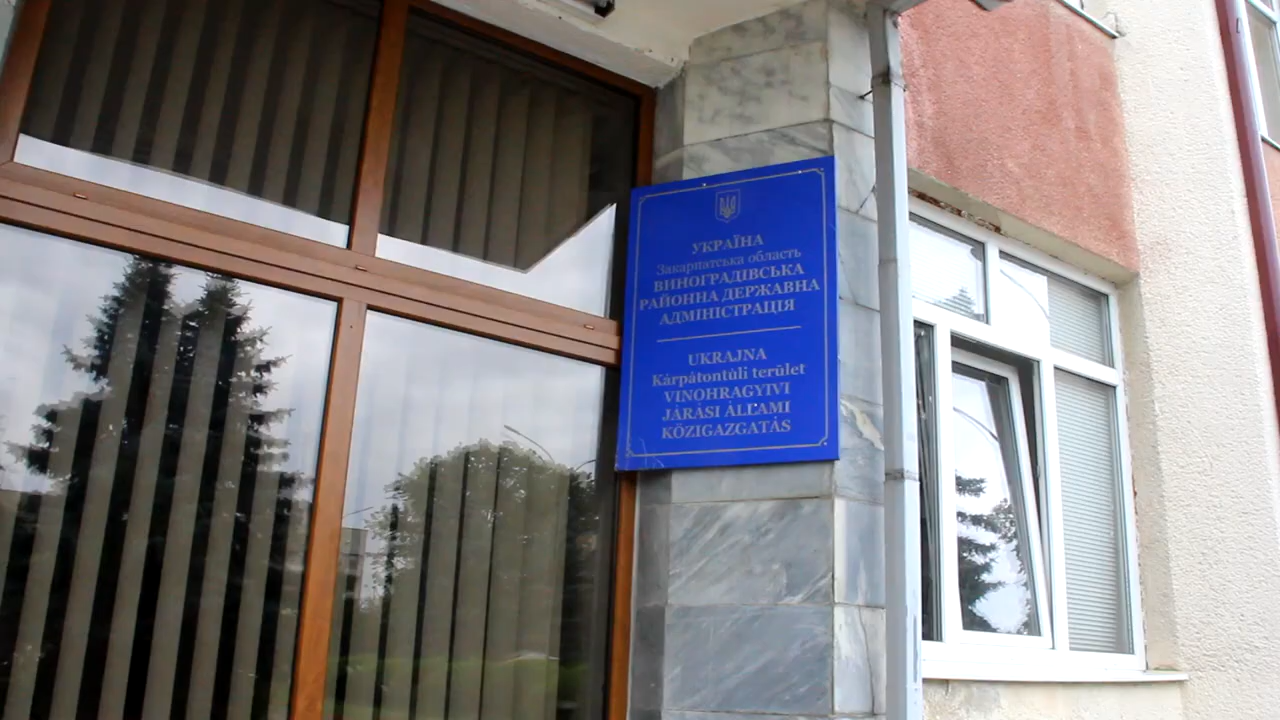 УКРАЇНА
Закарпатська область
ВИНОГРАДІВСЬКА
РАЙОННА ДЕРЖАВНА
АДМІНІСТРАЦІЯ
UKRAJNA
Kárpátontúli terület
VINOHRAGYIVI
JÁRÁSI ÁLLAMI
KÖZIGAZGATÁS